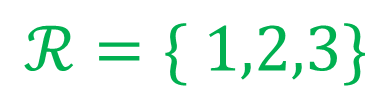 ℛ = { 1,2,3}